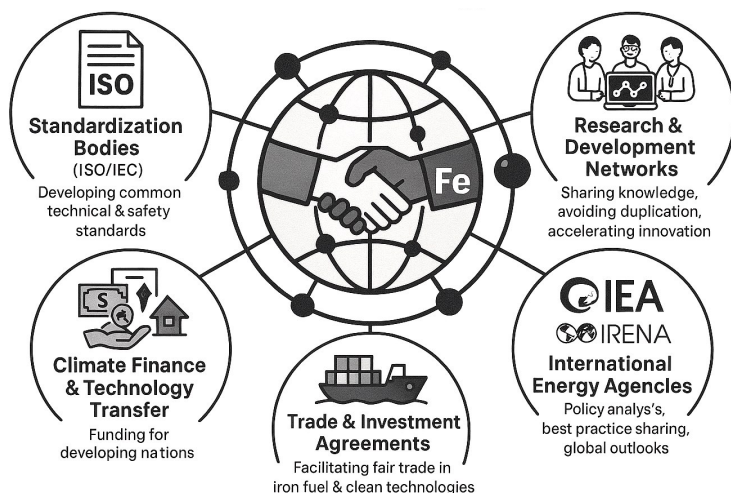 ISO
Standardization
Bodies
(ISO/IEC)
Developing common
technical & safety
standards
Fe
Research &
Development
Networks
Sharing knowledge,
avoiding duplication,
accelerating innovation
S
Climate Finance
& Technology
Transfer
Funding for
developing nations
Trade & Investment
Agreements
Facilitating fair trade in
iron fuel & clean technologies
IEA
IRENA
International
Energy Agencies
Policy analys's,
best practice sharing,
global outlooks